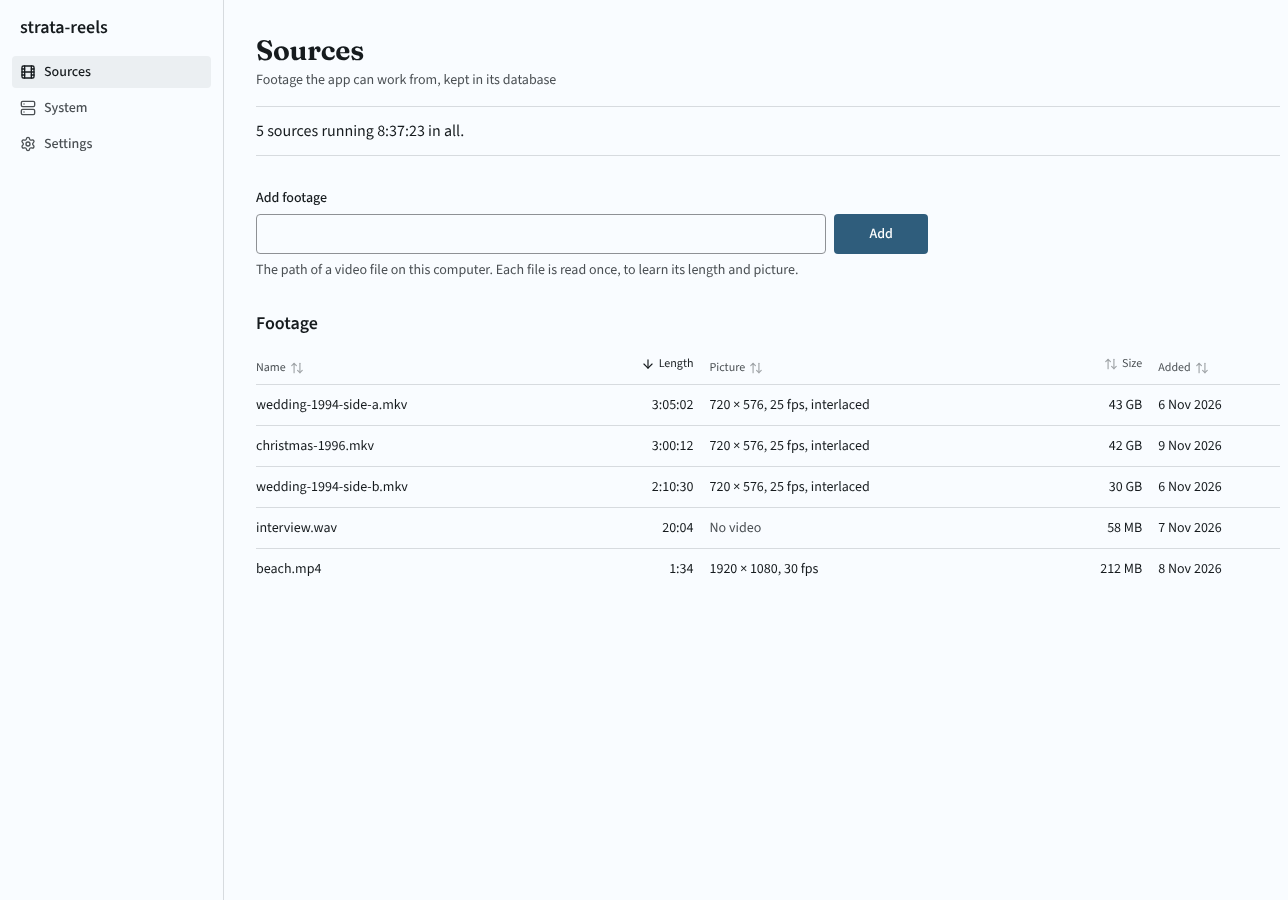 strata-reels
Sources
System
Settings
Sources
Footage the app can work from, kept in its database
5 sources running 8:37:23 in all.
Add footage
Add
The path of a video file on this computer. Each file is read once, to learn its length and picture.
Footage
Name Length Picture Size Added
wedding-1994-side-a.mkv 3:05:02 720 × 576, 25 fps, interlaced 43 GB 6 Nov 2026
christmas-1996.mkv 3:00:12 720 × 576, 25 fps, interlaced 42 GB 9 Nov 2026
wedding-1994-side-b.mkv 2:10:30 720 × 576, 25 fps, interlaced 30 GB 6 Nov 2026
interview.wav 20:04 No video 58 MB 7 Nov 2026
beach.mp4 1:34 1920 × 1080, 30 fps 212 MB 8 Nov 2026